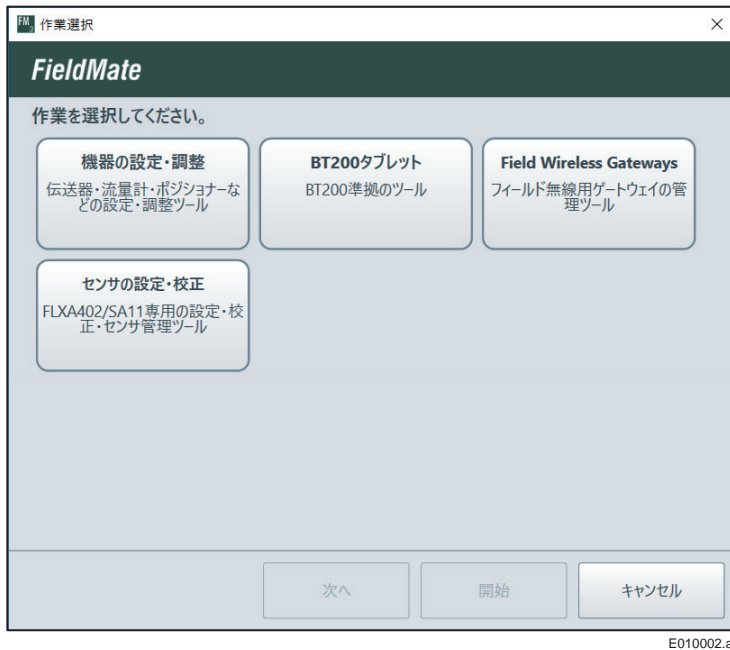 作業選択
FieldMate
作業を選択してください。
機器の設定・調整
伝送器・流量計・ポジショナーな
どの設定・調整ツール
BT200タブレット
BT200準拠のツール
Field Wireless Gateways
フィールド無線用ゲートウェイの管
理ツール
センサの設定・校正
FLXA402/SA11専用の設定・校
正・センサ管理ツール
次へ
開始
キャンセル
E010002.a